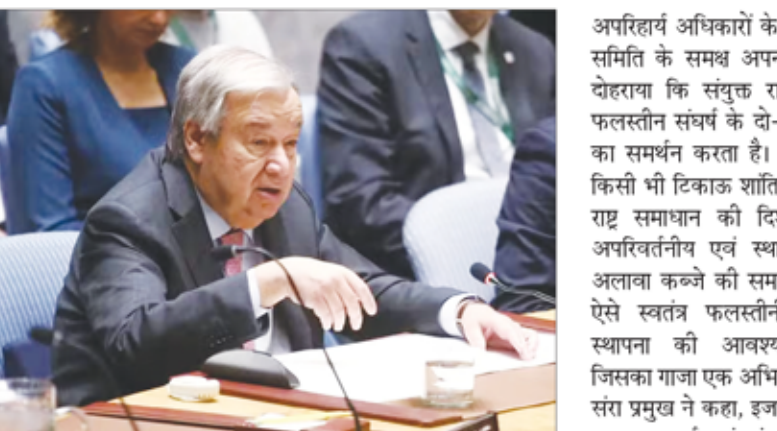 अपरिहार्य अधिकारों के
समिति के समक्ष अपन
दोहराया कि संयुक्त रा
फलस्तीन संघर्ष के दो-
का समर्थन करता है।
किसी भी टिकाऊ शांति
राष्ट्र समाधान की दि
अपरिवर्तनीय एवं स्था
अलावा कब्जे की सम
ऐसे स्वतंत्र फलस्तीन
स्थापना की आवश्य
जिसका गाजा एक अभि
संरा प्रमुख ने कहा, इज